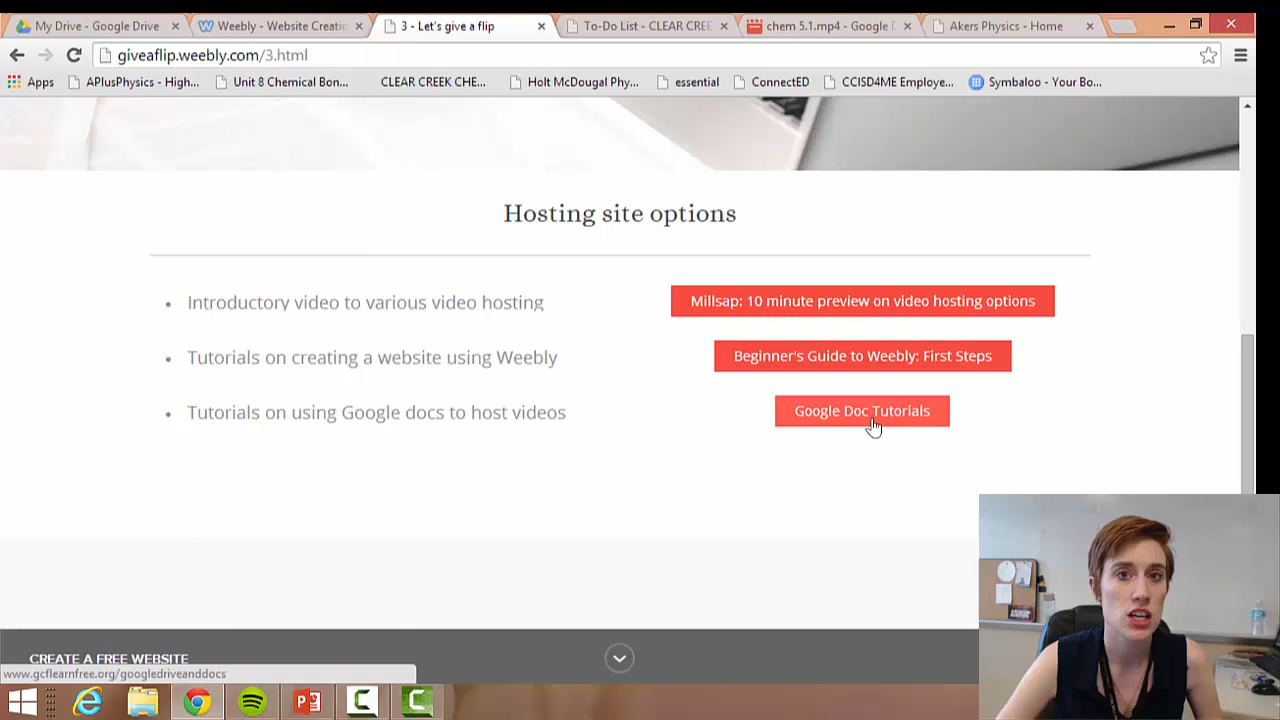 My Drive - Google Drive
Weebly - Website Creatio
3 - Let's give a flip
To-Do List - CLEAR CREE
chem 5.1.mp4 - Google D
Akers Physics - Home
giveaflip.weebly.com/3.html
Apps
APlusPhysics - High...
Unit 8 Chemical Bon...
CLEAR CREEK CHE...
Holt McDougal Phy...
essential
ConnectED
CCISD4ME Employe...
Symbaloo - Your Bo...
Hosting site options
• Introductory video to various video hosting
Millsap: 10 minute preview on video hosting options
• Tutorials on creating a website using Weebly
Beginner's Guide to Weebly: First Steps
• Tutorials on using Google docs to host videos
Google Doc Tutorials
CREATE A FREE WEBSITE
www.gcflearnfree.org/googledriveanddocs